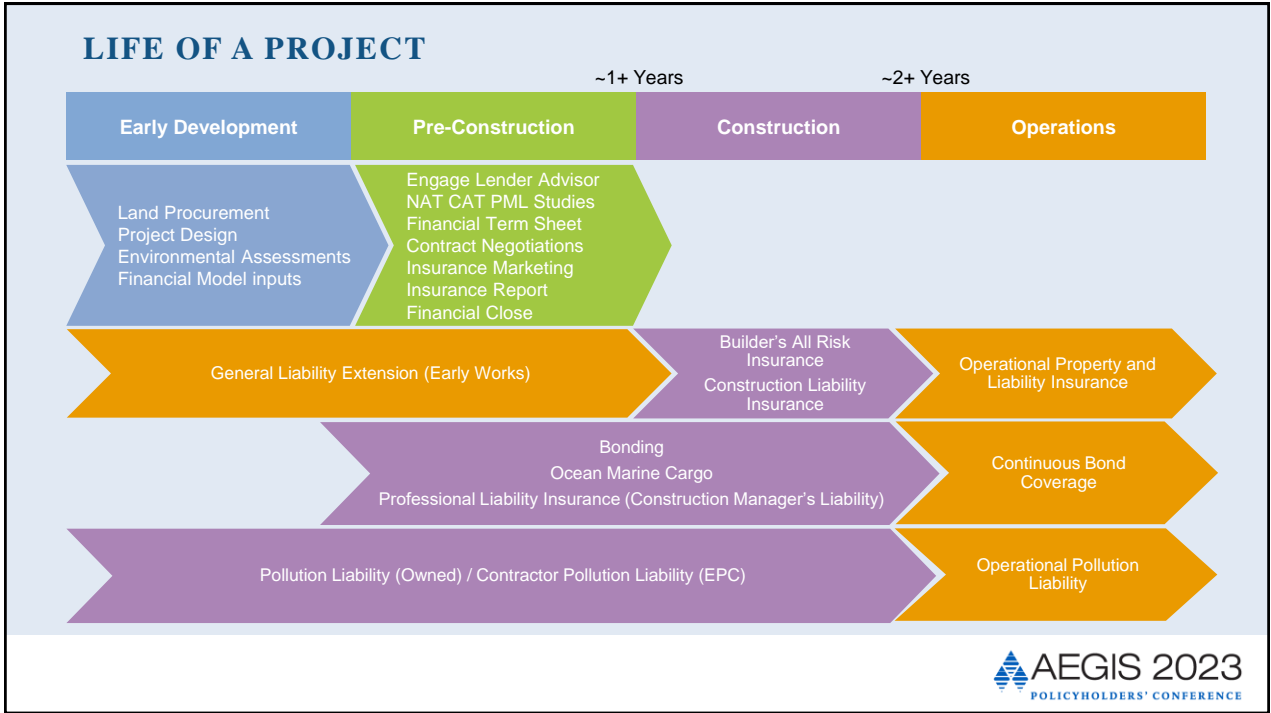 LIFE OF A PROJECT
~1+ Years
~2+ Years
Early Development
Pre-Construction
Construction
Operations
Land Procurement
Project Design
Environmental Assessments
Financial Model inputs
Engage Lender Advisor
NAT CAT PML Studies
Financial Term Sheet
Contract Negotiations
Insurance Marketing
Insurance Report
Financial Close
General Liability Extension (Early Works)
Builder's All Risk
Insurance
Construction Liability
Insurance
Operational Property and
Liability Insurance
Bonding
Ocean Marine Cargo
Professional Liability Insurance (Construction Manager's Liability)
Continuous Bond
Coverage
Pollution Liability (Owned) / Contractor Pollution Liability (EPC)
Operational Pollution
Liability
AEGIS 2023
POLICYHOLDERS' CONFERENCE